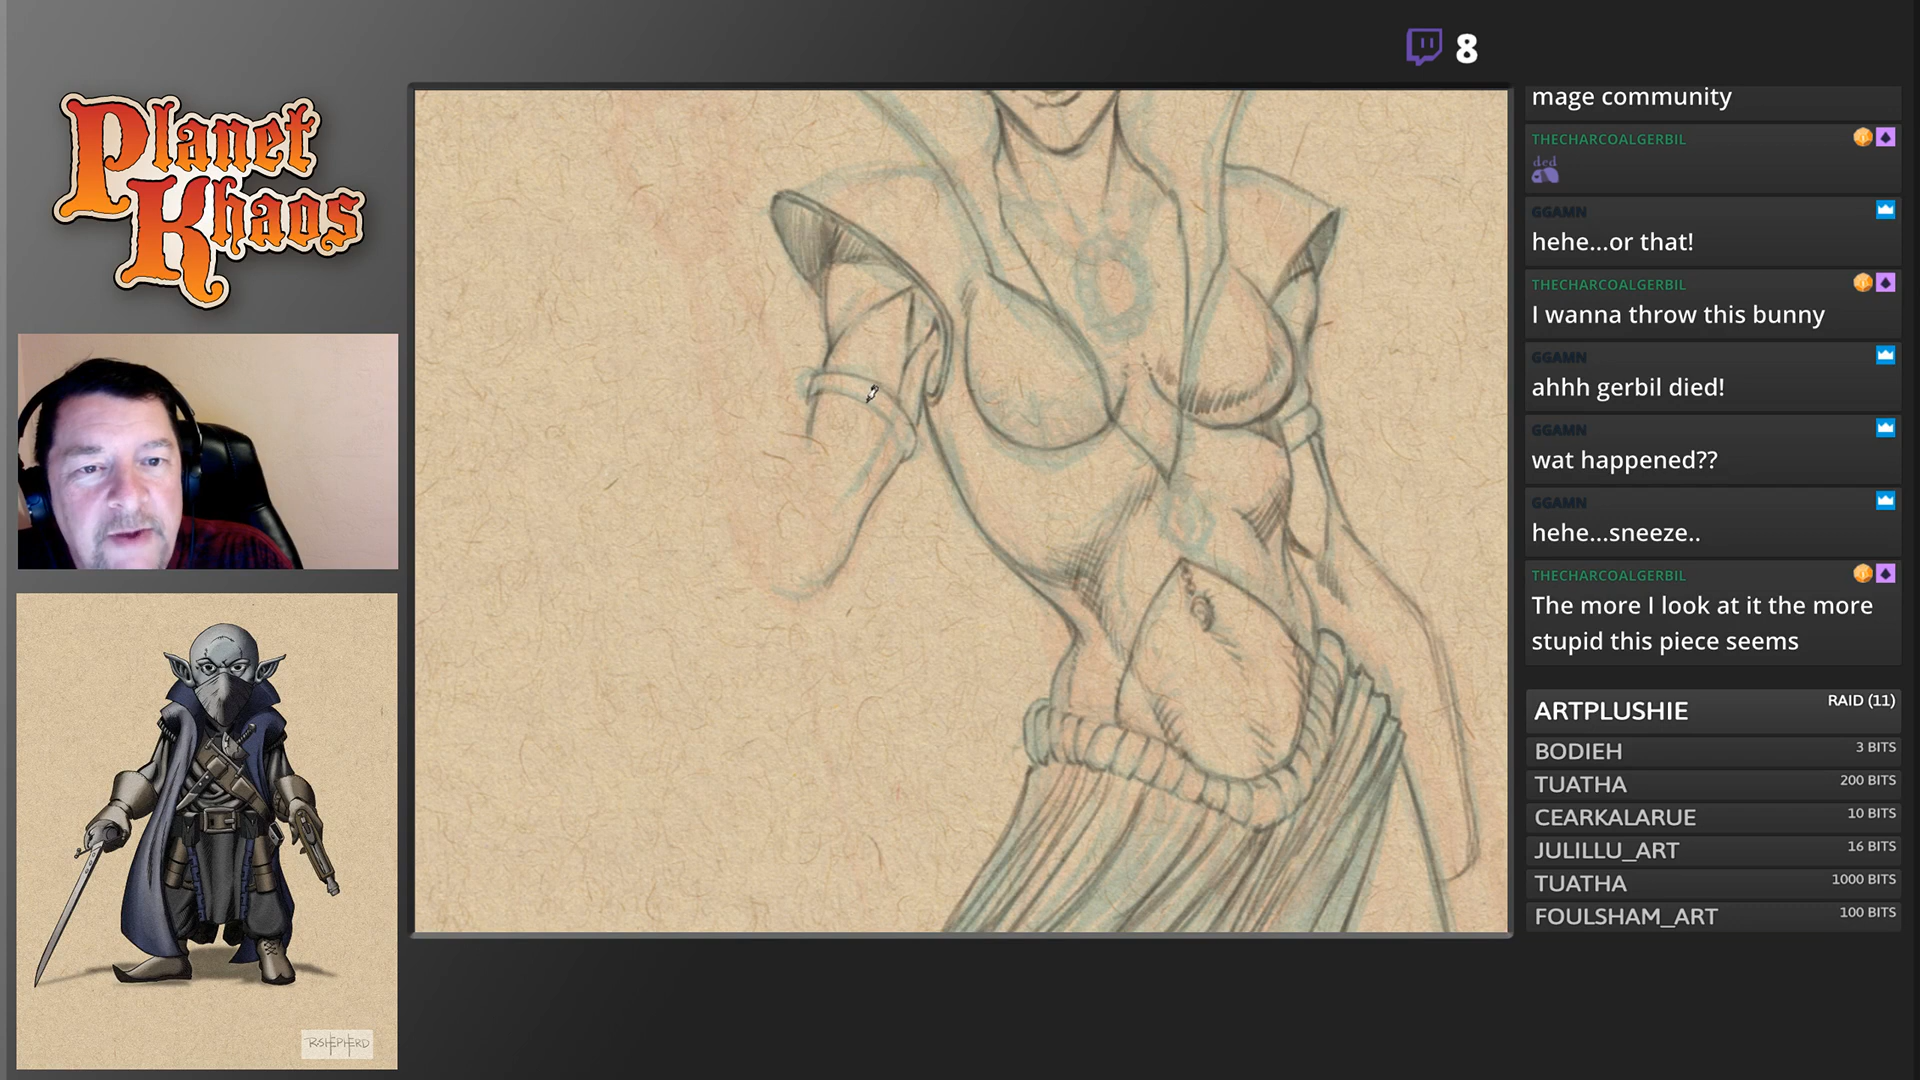 8
Planet
Khaos
mage community
THECHARCOALGERBIL
ded
GGAMN
hehe...or that!
THECHARCOALGERBIL
I wanna throw this bunny
GGAMN
ahhh gerbil died!
GGAMN
wat happened??
GGAMN
hehe...sneeze..
THECHARCOALGERBIL
The more I look at it the more
stupid this piece seems
ARTPLUSHIE RAID (11)
BODIEH 3 BITS
TUATHA 200 BITS
CEARKALARUE 10 BITS
JULILLU_ART 16 BITS
TUATHA 1000 BITS
FOULSHAM_ART 100 BITS
RSHEPHERD